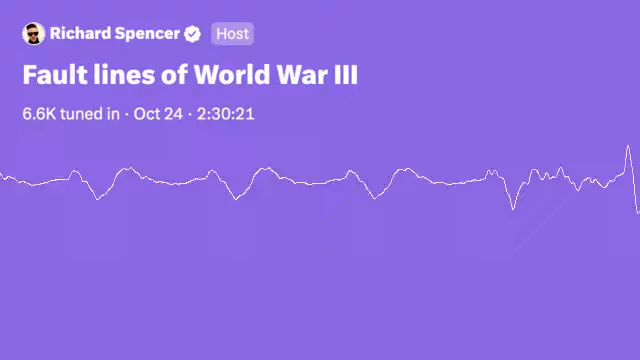 Richard Spencer Host
Fault lines of World War III
6.6K tuned in · Oct 24 · 2:30:21